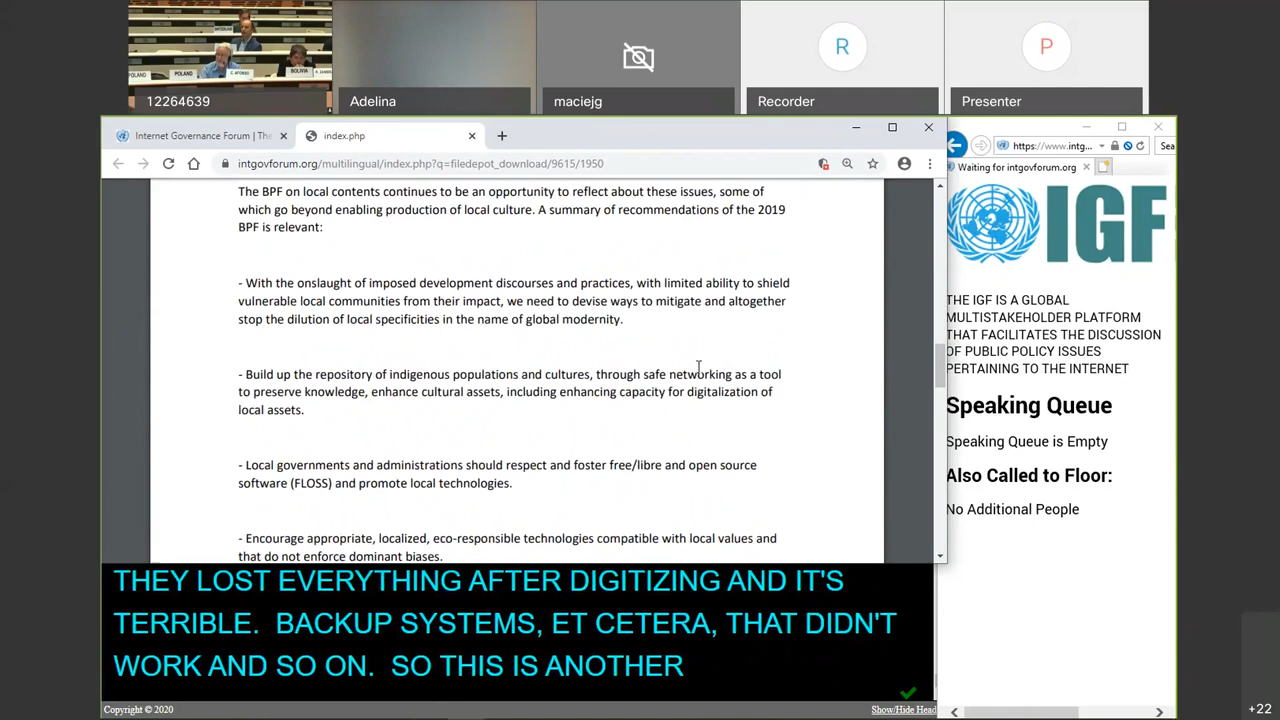 SWITZERLAND
POLAND
POLAND
C. AFONSO
BOLIVIA
12264639
Adelina
maciejg
R
Recorder
P
Presenter
Internet Governance Forum | The
index.php
intgovforum.org/multilingual/index.php?q=filedepot_download/9615/1950
The BPF on local contents continues to be an opportunity to reflect about these issues, some of
which go beyond enabling production of local culture. A summary of recommendations of the 2019
BPF is relevant:
- With the onslaught of imposed development discourses and practices, with limited ability to shield
vulnerable local communities from their impact, we need to devise ways to mitigate and altogether
stop the dilution of local specificities in the name of global modernity.
- Build up the repository of indigenous populations and cultures, through safe networking as a tool
to preserve knowledge, enhance cultural assets, including enhancing capacity for digitalization of
local assets.
- Local governments and administrations should respect and foster free/libre and open source
software (FLOSS) and promote local technologies.
- Encourage appropriate, localized, eco-responsible technologies compatible with local values and
that do not enforce dominant biases.
THEY LOST EVERYTHING AFTER DIGITIZING AND IT'S
TERRIBLE.  BACKUP SYSTEMS, ET CETERA, THAT DIDN'T
WORK AND SO ON.  SO THIS IS ANOTHER
Copyright © 2020
Show/Hide Head
https://www.intg...
Sea
Waiting for intgovforum.org
IGF
THE IGF IS A GLOBAL
MULTISTAKEHOLDER PLATFORM
THAT FACILITATES THE DISCUSSION
OF PUBLIC POLICY ISSUES
PERTAINING TO THE INTERNET
Speaking Queue
Speaking Queue is Empty
Also Called to Floor:
No Additional People
+22